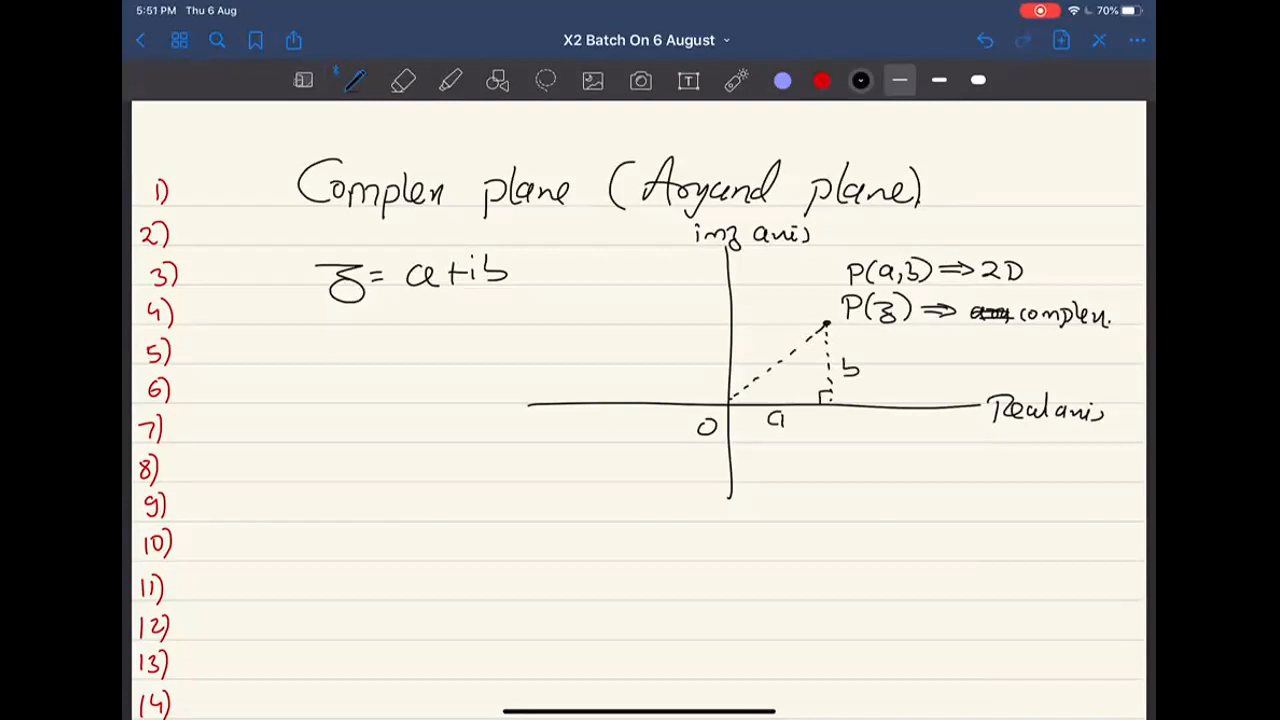 5:51 PM Thu 6 Aug
70%
X2 Batch On 6 August
T
Complex plane (Argand plane)
img axis
z = a+ib
P(a,b) ⇒ 2D
P(z) ⇒ complex.
b
Real axis
O
a
1)
2)
3)
4)
5)
6)
7)
8)
9)
10)
11)
12)
13)
14)